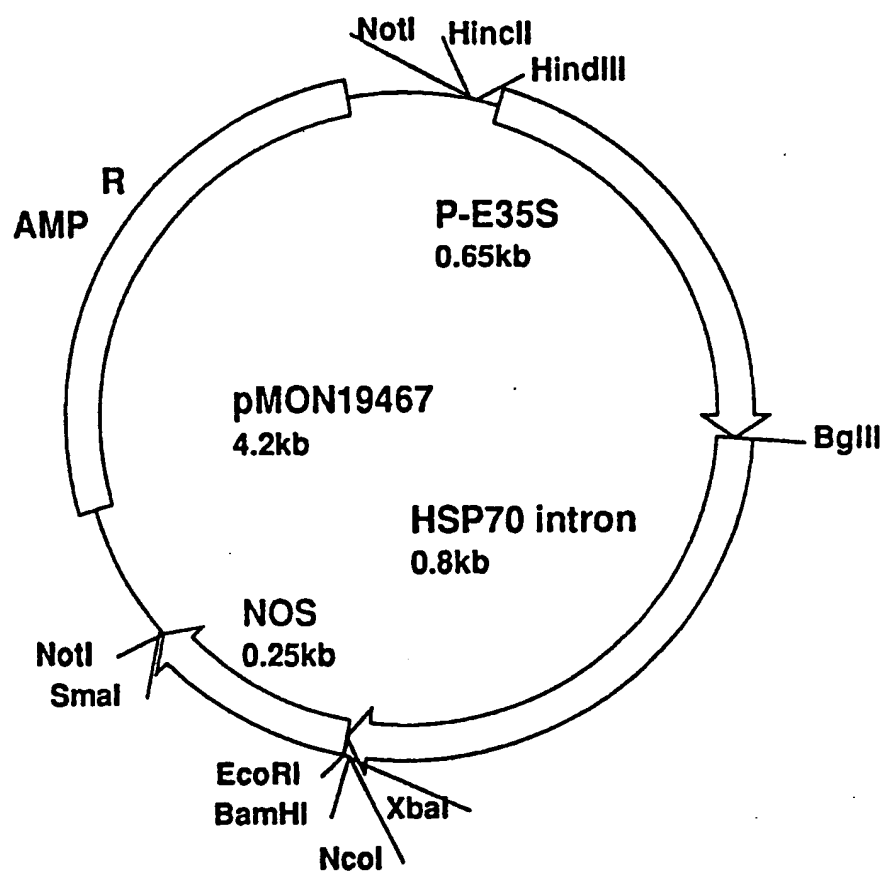 NotI
HincII
HindIII
R
AMP
P-E35S
0.65kb
pMON19467
4.2kb
BglII
HSP70 intron
0.8kb
NOS
0.25kb
NotI
SmaI
EcoRI
BamHI
XbaI
NcoI